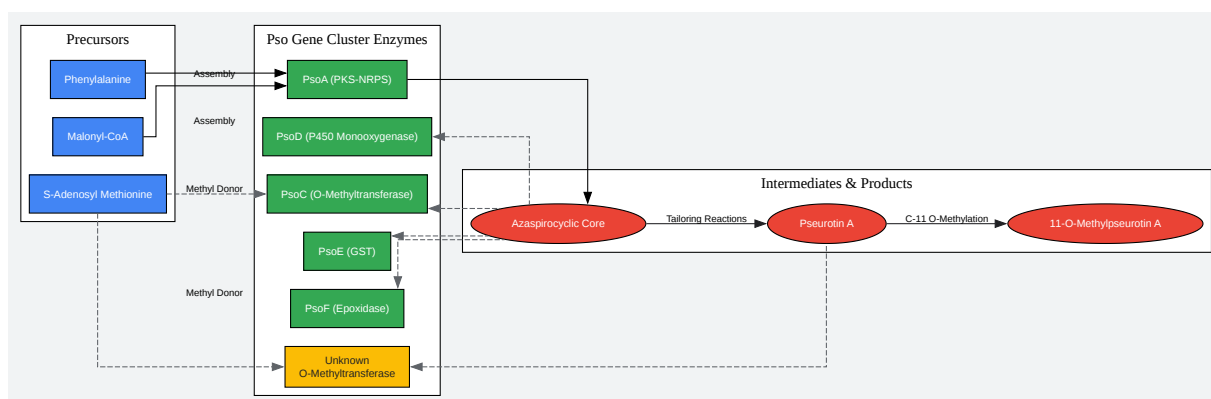 Precursors
Phenylalanine
Malonyl-CoA
S-Adenosyl Methionine
Assembly
Assembly
Methyl Donor
Methyl Donor
Pso Gene Cluster Enzymes
PsoA (PKS-NRPS)
PsoD (P450 Monooxygenase)
PsoC (O-Methyltransferase)
PsoE (GST)
PsoF (Epoxidase)
Unknown
O-Methyltransferase
Intermediates & Products
Azaspirocyclic Core
Tailoring Reactions
Pseurotin A
C-11 O-Methylation
11-O-Methylpseurotin A